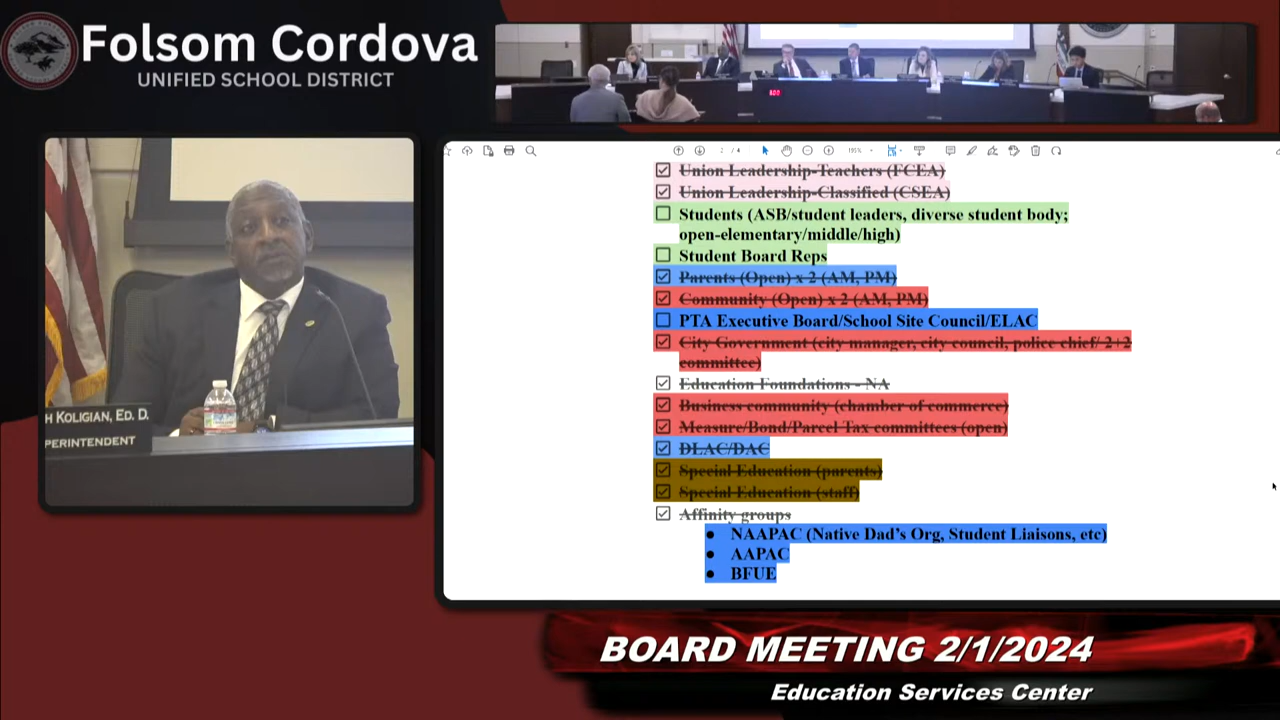 Folsom Cordova
UNIFIED SCHOOL DISTRICT
H KOLIGIAN, ED. D.
PERINTENDENT
2 / 4
195%
Union Leadership-Teachers (FCEA)
Union Leadership-Classified (CSEA)
Students (ASB/student leaders, diverse student body;
open-elementary/middle/high)
Student Board Reps
Parents (Open) x 2 (AM, PM)
Community (Open) x 2 (AM, PM)
PTA Executive Board/School Site Council/ELAC
City Government (city manager, city council, police chief/ 2+2
committee)
Education Foundations - NA
Business community (chamber of commerce)
Measure/Bond/Parcel Tax committees (open)
DLAC/DAC
Special Education (parents)
Special Education (staff)
Affinity groups
● NAAPAC (Native Dad's Org, Student Liaisons, etc)
● AAPAC
● BFUE
BOARD MEETING 2/1/2024
Education Services Center